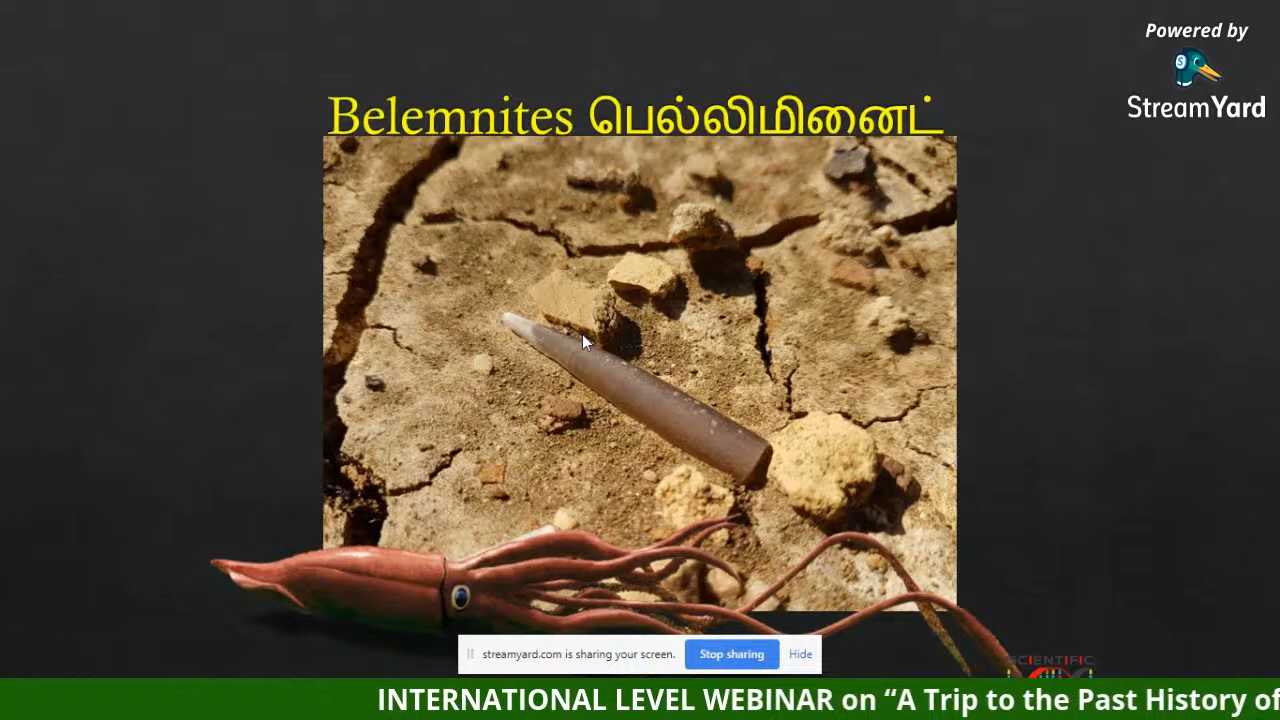 Powered by
StreamYard
Belemnites பெல்லிமினைட்
streamyard.com is sharing your screen.
Stop sharing
Hide
SCIENTIFIC
INTERNATIONAL LEVEL WEBINAR on “A Trip to the Past History of